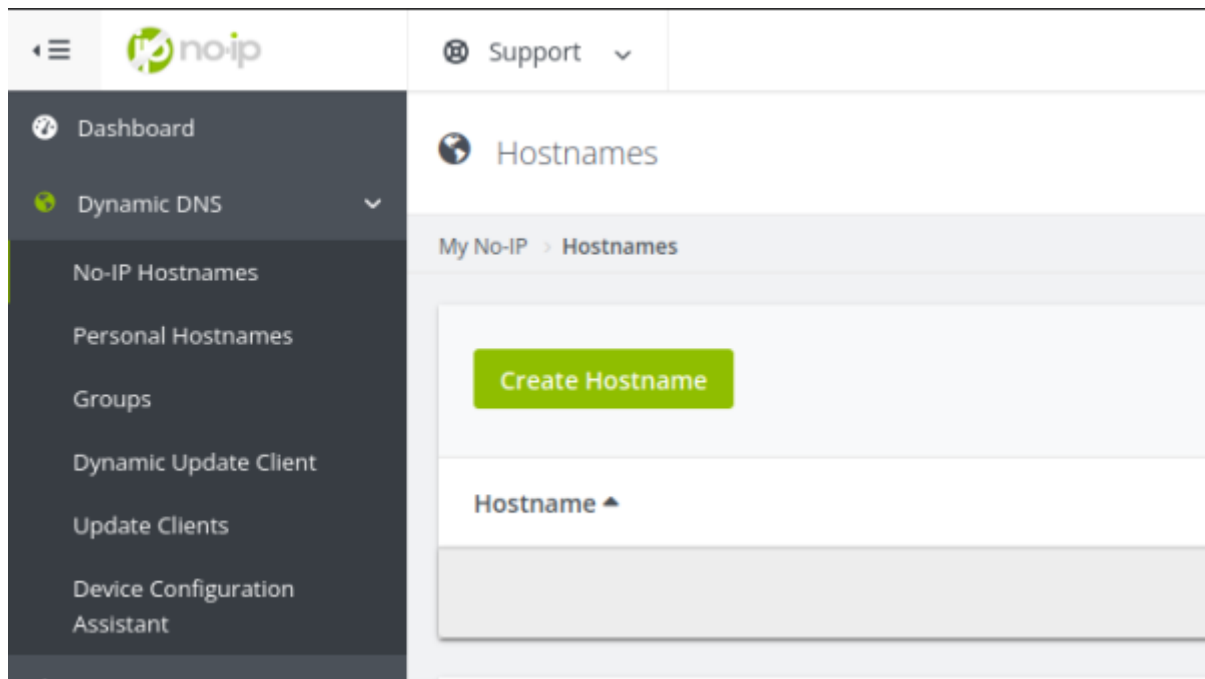 no-ip
Support
Dashboard
Hostnames
Dynamic DNS
My No-IP > Hostnames
No-IP Hostnames
Personal Hostnames
Create Hostname
Groups
Dynamic Update Client
Hostname
Update Clients
Device Configuration
Assistant